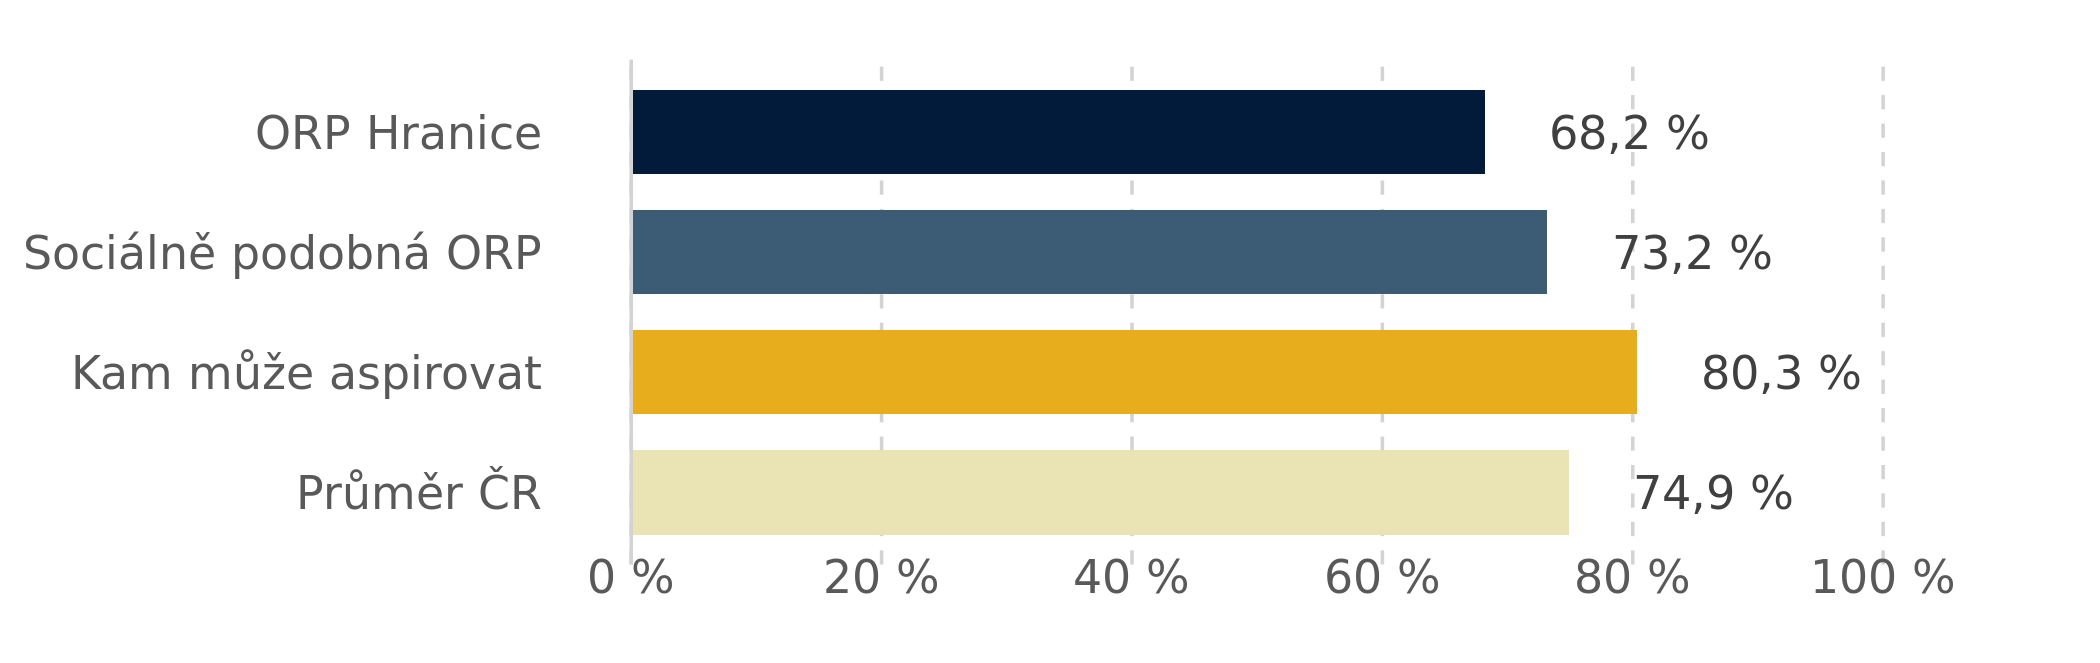 ORP Hranice 68,2 %
Sociálně podobná ORP 73,2 %
Kam může aspirovat 80,3 %
Průměr ČR 74,9 %
0 % 20 % 40 % 60 % 80 % 100 %